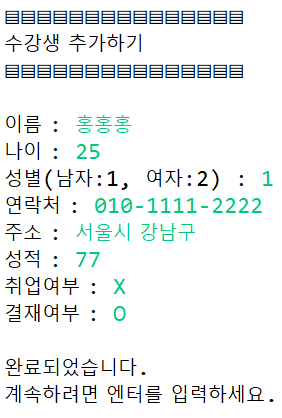 ▤▤▤▤▤▤▤▤▤▤▤▤▤▤▤
수강생 추가하기
▤▤▤▤▤▤▤▤▤▤▤▤▤▤▤
이름 : 홍홍홍
나이 : 25
성별(남자:1, 여자:2) : 1
연락처 : 010-1111-2222
주소 : 서울시 강남구
성적 : 77
취업여부 : X
결재여부 : O
완료되었습니다.
계속하려면 엔터를 입력하세요.